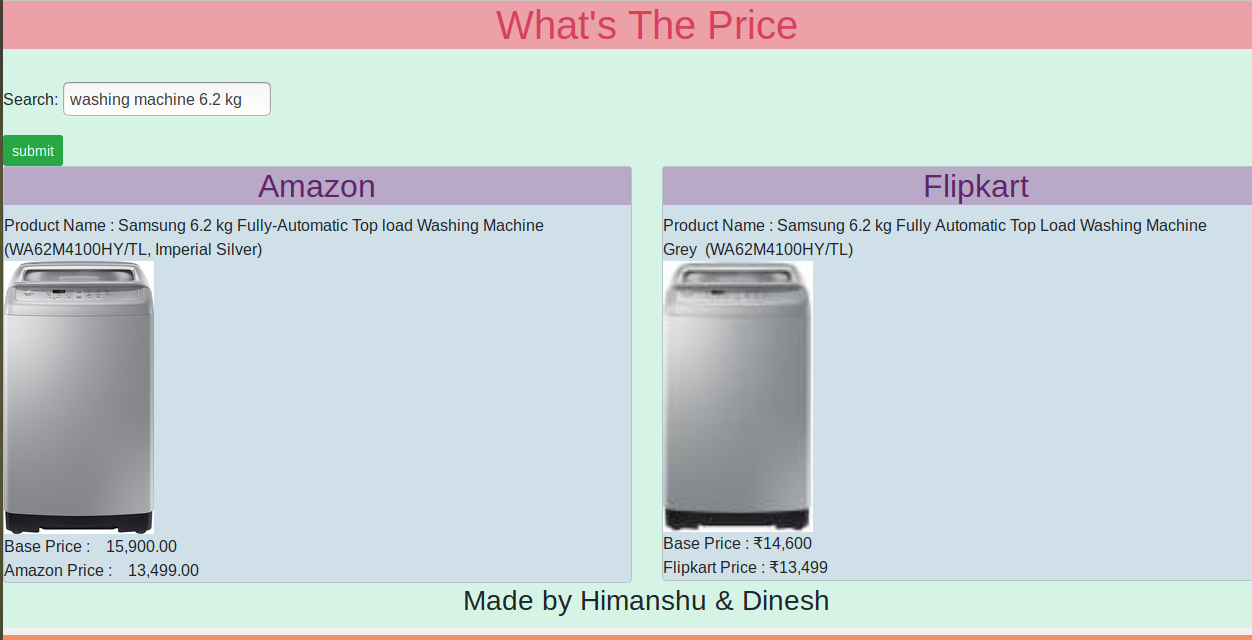 What's The Price
Search: washing machine 6.2 kg
submit
Amazon
Product Name : Samsung 6.2 kg Fully-Automatic Top load Washing Machine
(WA62M4100HY/TL, Imperial Silver)
Base Price : 15,900.00
Amazon Price : 13,499.00
Flipkart
Product Name : Samsung 6.2 kg Fully Automatic Top Load Washing Machine
Grey (WA62M4100HY/TL)
Base Price : ₹14,600
Flipkart Price : ₹13,499
Made by Himanshu & Dinesh